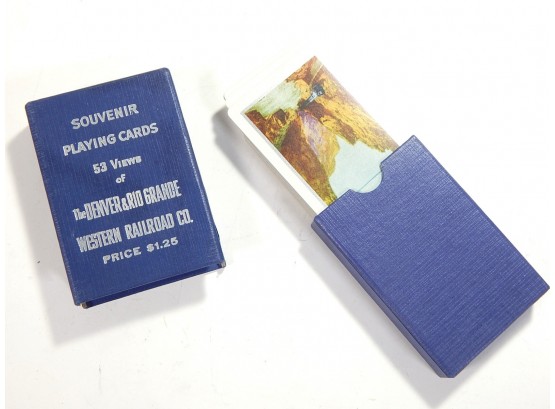 SOUVENIR
PLAYING CARDS
53 VIEWS
of
The DENVER & RIO GRANDE
WESTERN RAILROAD CO.
PRICE $1.25